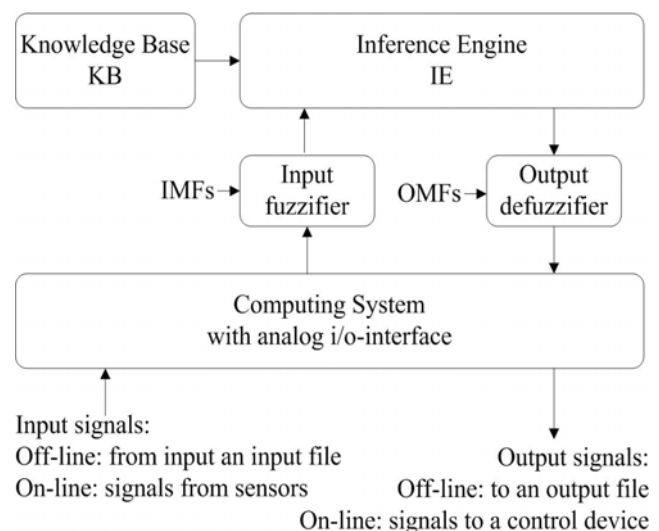 Knowledge Base
KB
Inference Engine
IE
IMFs
Input
fuzzifier
OMFs
Output
defuzzifier
Computing System
with analog i/o-interface
Input signals:
Off-line: from input an input file
On-line: signals from sensors
Output signals:
Off-line: to an output file
On-line: signals to a control device